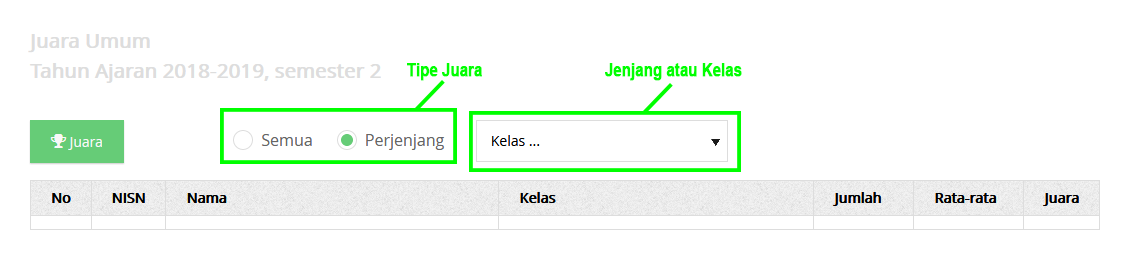 Juara Umum
Tahun Ajaran 2018-2019, semester 2
Tipe Juara
Jenjang atau Kelas
Juara
Semua
Perjenjang
Kelas ...
No NISN Nama Kelas Jumlah Rata-rata Juara